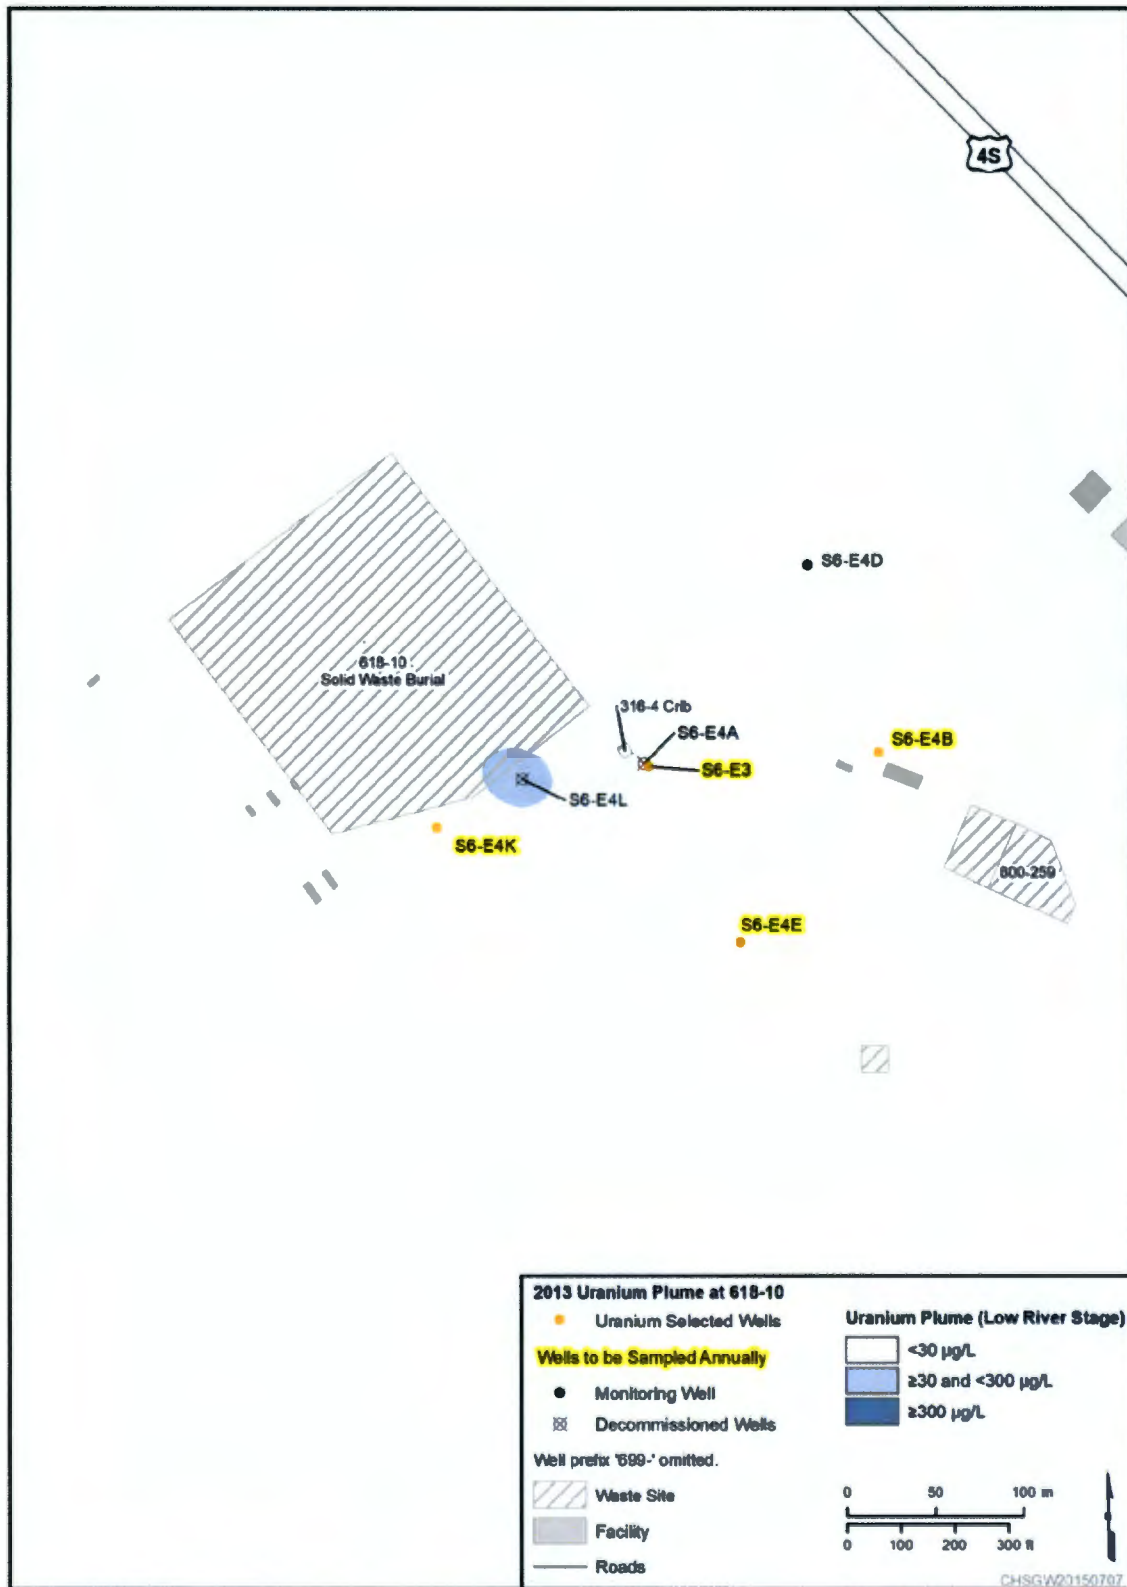 4S
S6-E4D
618-10
Solid Waste Burial
316-4 Crib
S6-E4A
S6-E4B
S6-E3
S6-E4L
S6-E4K
600-259
S6-E4E
2013 Uranium Plume at 618-10
Uranium Selected Wells
Wells to be Sampled Annually
Monitoring Well
Decommissioned Wells
Well prefix '699-' omitted.
Waste Site
Facility
Roads
Uranium Plume (Low River Stage)
<30 µg/L
≥30 and <300 µg/L
≥300 µg/L
0 50 100 m
0 100 200 300 ft
CHSGW20150707